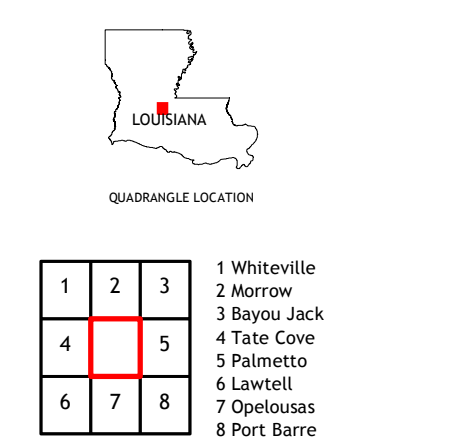 LOUISIANA
QUADRANGLE LOCATION
1 2 3
4 5
6 7 8
1 Whiteville
2 Morrow
3 Bayou Jack
4 Tate Cove
5 Palmetto
6 Lawtell
7 Opelousas
8 Port Barre